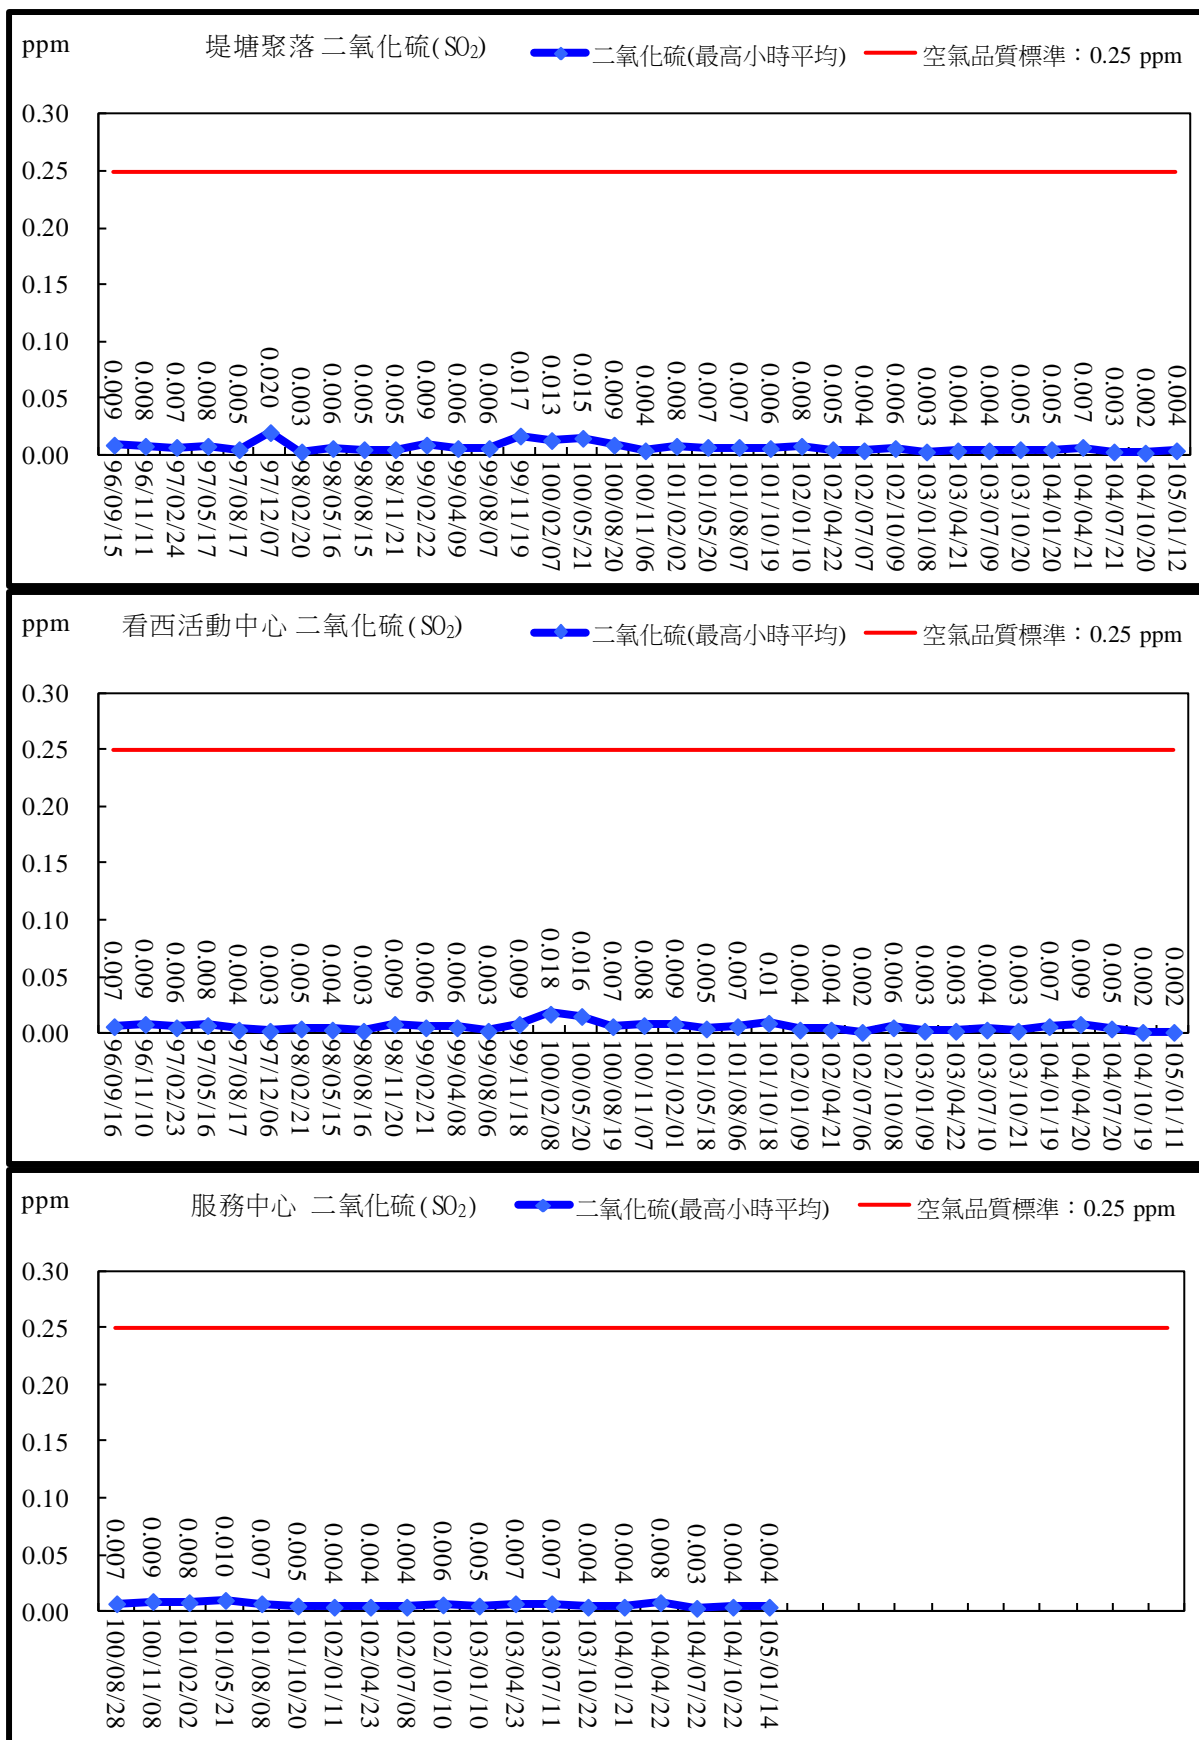 ppm 堤塘聚落 二氧化硫(SO₂) 二氧化硫(最高小時平均) 空氣品質標準：0.25 ppm
0.30
0.25
0.20
0.15
0.10
0.05
0.00
0.009 0.008 0.007 0.008 0.005 0.020 0.003 0.006 0.005 0.005 0.009 0.006 0.006 0.017 0.013 0.015 0.009 0.004 0.008 0.007 0.007 0.006 0.008 0.005 0.004 0.006 0.003 0.004 0.004 0.005 0.005 0.007 0.003 0.002 0.004
96/09/15 96/11/11 97/02/24 97/05/17 97/08/17 97/12/07 98/02/20 98/05/16 98/08/15 98/11/21 99/02/22 99/04/09 99/08/07 99/11/19 100/02/07 100/05/21 100/08/20 100/11/06 101/02/02 101/05/20 101/08/07 101/10/19 102/01/10 102/04/22 102/07/07 102/10/09 103/01/08 103/04/21 103/07/09 103/10/20 104/01/20 104/04/21 104/07/21 104/10/20 105/01/12
ppm 看西活動中心 二氧化硫(SO₂) 二氧化硫(最高小時平均) 空氣品質標準：0.25 ppm
0.30
0.25
0.20
0.15
0.10
0.05
0.00
0.007 0.009 0.006 0.008 0.004 0.003 0.005 0.004 0.003 0.009 0.006 0.006 0.003 0.009 0.018 0.016 0.007 0.008 0.009 0.005 0.007 0.01 0.004 0.004 0.002 0.006 0.003 0.003 0.004 0.003 0.007 0.009 0.005 0.002 0.002
96/09/16 96/11/10 97/02/23 97/05/16 97/08/17 97/12/06 98/02/21 98/05/15 98/08/16 98/11/20 99/02/21 99/04/08 99/08/06 99/11/18 100/02/08 100/05/20 100/08/19 100/11/07 101/02/01 101/05/18 101/08/06 101/10/18 102/01/09 102/04/21 102/07/06 102/10/08 103/01/09 103/04/22 103/07/10 103/10/21 104/01/19 104/04/20 104/07/20 104/10/19 105/01/11
ppm 服務中心 二氧化硫(SO₂) 二氧化硫(最高小時平均) 空氣品質標準：0.25 ppm
0.30
0.25
0.20
0.15
0.10
0.05
0.00
0.007 0.009 0.008 0.010 0.007 0.005 0.004 0.004 0.004 0.006 0.005 0.007 0.007 0.004 0.004 0.008 0.003 0.004 0.004
100/08/28 100/11/08 101/02/02 101/05/21 101/08/08 101/10/20 102/01/11 102/04/23 102/07/08 102/10/10 103/01/10 103/04/23 103/07/11 103/10/22 104/01/21 104/04/22 104/07/22 104/10/22 105/01/14